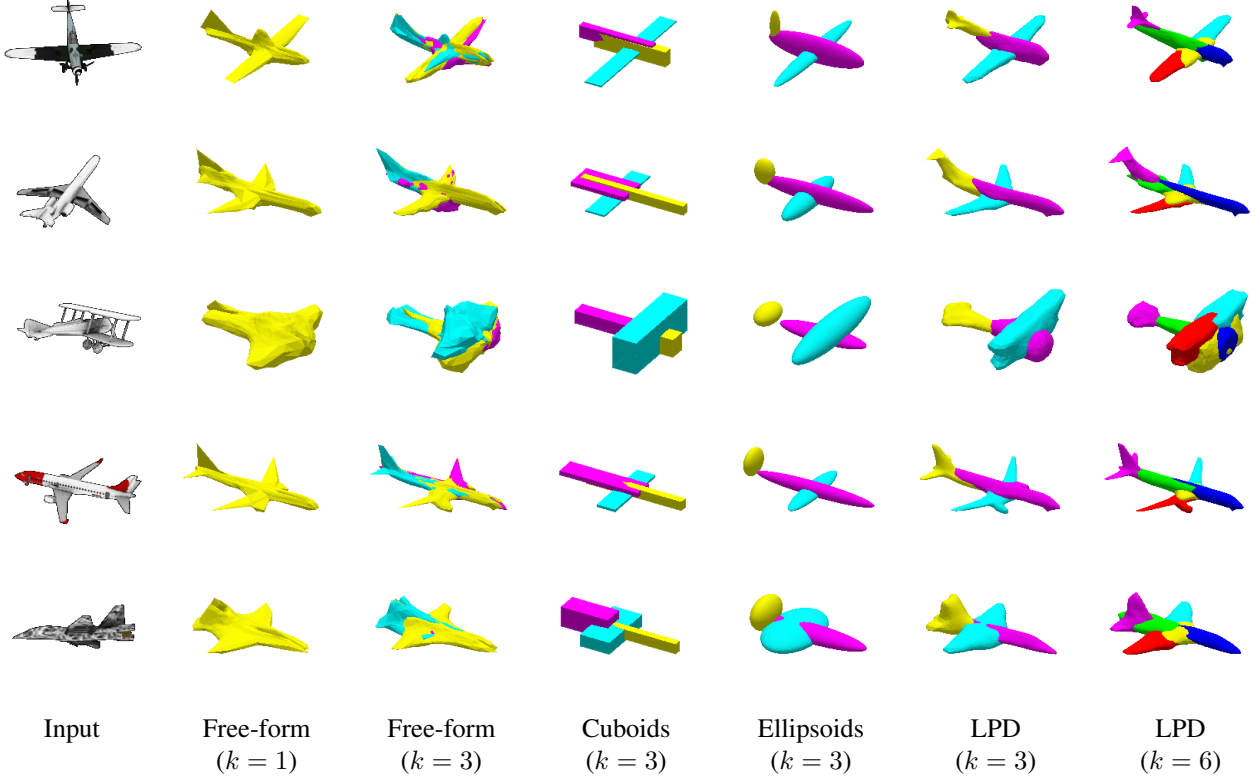 Input Free-form Free-form Cuboids Ellipsoids LPD LPD
(k = 1) (k = 3) (k = 3) (k = 3) (k = 3) (k = 6)